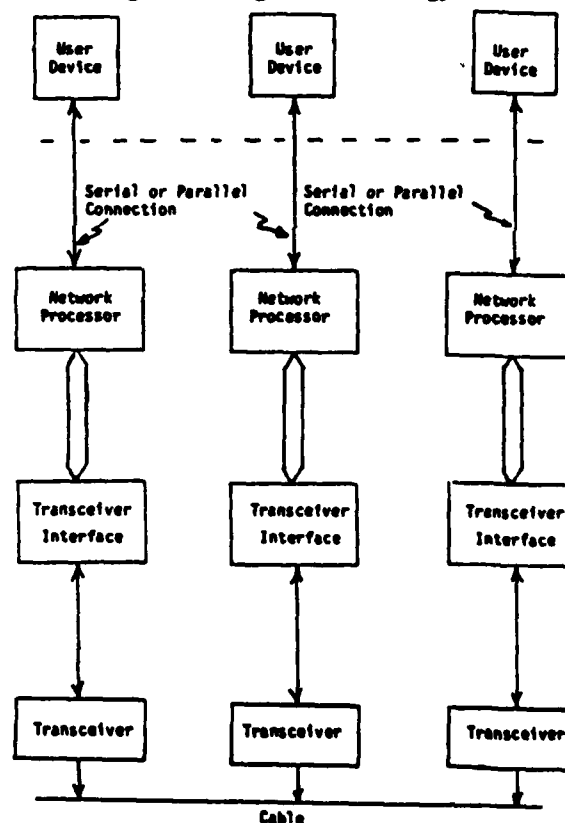 User
Device
User
Device
User
Device
Serial or Parallel
Connection
Serial or Parallel
Connection
Network
Processor
Network
Processor
Network
Processor
Transceiver
Interface
Transceiver
Interface
Transceiver
Interface
Transceiver
Transceiver
Transceiver
Cable